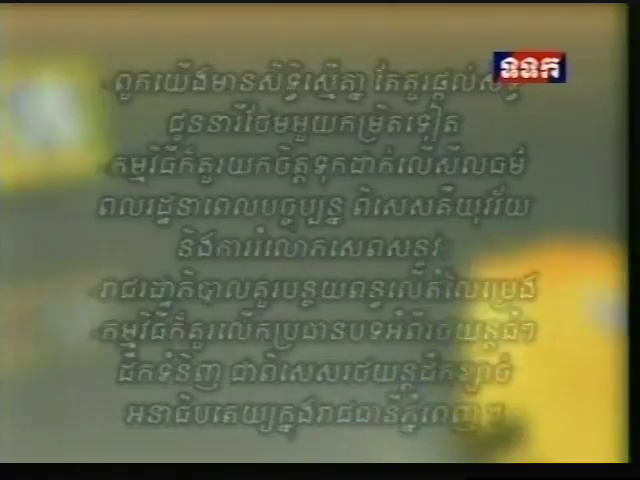 ទទក
ពួកយើងមានសិទ្ធិស្មើគ្នា តែគួរផ្តល់សិទ្ធិ
ជូននារីថែមមួយកម្រិតទៀត
កម្មវិធីក៏គួរយកចិត្តទុកដាក់លើសីលធម៌
ពលរដ្ឋនាពេលបច្ចុប្បន្ន ពិសេសគឺយុវវ័យ
និងការរំលោភសេពសន្ថវៈ
រាជរដ្ឋាភិបាលគួរបន្ថយពន្ធលើតំលៃប្រេង
កម្មវិធីក៏គួរលើកប្រធានបទអំពីរថយន្តធំៗ
ដឹកទំនិញ ជាពិសេសរថយន្តដឹកខ្សាច់
អនាធិបតេយ្យក្នុងរាជធានីភ្នំពេញ។